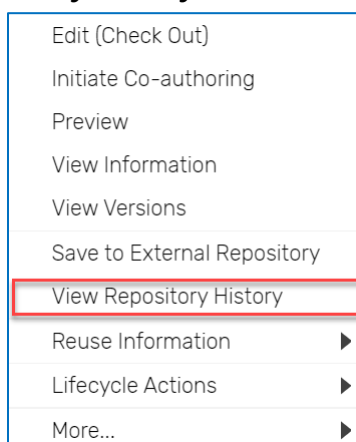 Edit (Check Out)
Initiate Co-authoring
Preview
View Information
View Versions
Save to External Repository
View Repository History
Reuse Information
Lifecycle Actions
More...